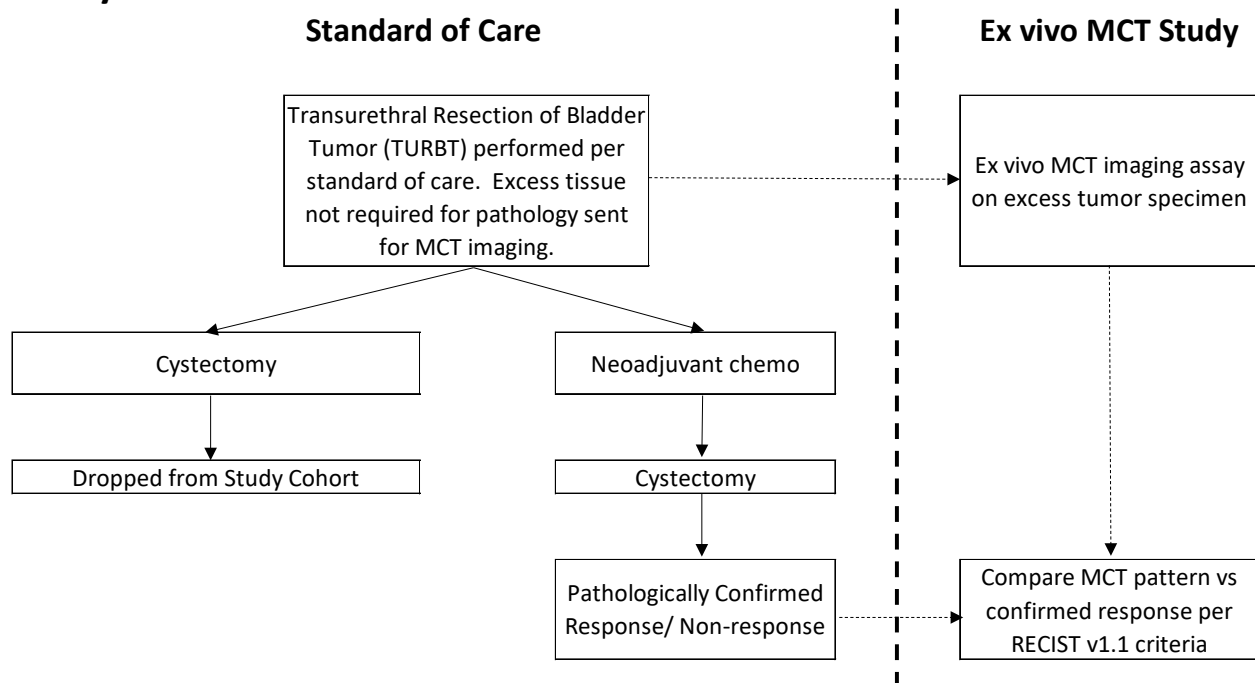 Standard of Care
Ex vivo MCT Study
Transurethral Resection of Bladder
Tumor (TURBT) performed per
standard of care.  Excess tissue
not required for pathology sent
for MCT imaging.
Ex vivo MCT imaging assay
on excess tumor specimen
Cystectomy
Neoadjuvant chemo
Dropped from Study Cohort
Cystectomy
Pathologically Confirmed
Response/ Non-response
Compare MCT pattern vs
confirmed response per
RECIST v1.1 criteria